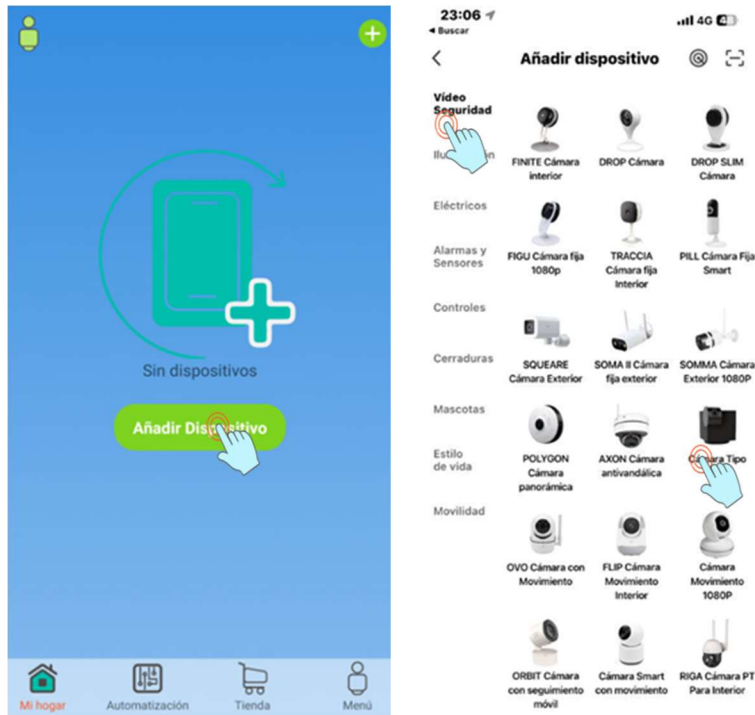 Sin dispositivos
Añadir Dispositivo
Mi hogar
Automatización
Tienda
Menú
23:06
4G
◄ Buscar
Añadir dispositivo
Vídeo
Seguridad
Eléctricos
Alarmas y
Sensores
Controles
Cerraduras
Mascotas
Estilo
de vida
Movilidad
FINITE Cámara
interior
DROP Cámara
DROP SLIM
Cámara
FIGU Cámara fija
1080p
TRACCIA
Cámara fija
Interior
PILL Cámara Fija
Smart
SQUEARE
Cámara Exterior
SOMA II Cámara
fija exterior
SOMMA Cámara
Exterior 1080P
POLYGON
Cámara
panorámica
AXON Cámara
antivandálica
Cámara Tipo
OVO Cámara con
Movimiento
FLIP Cámara
Movimiento
Interior
Cámara
Movimiento
1080P
ORBIT Cámara
con seguimiento
móvil
Cámara Smart
con movimiento
RIGA Cámara PT
Para Interior